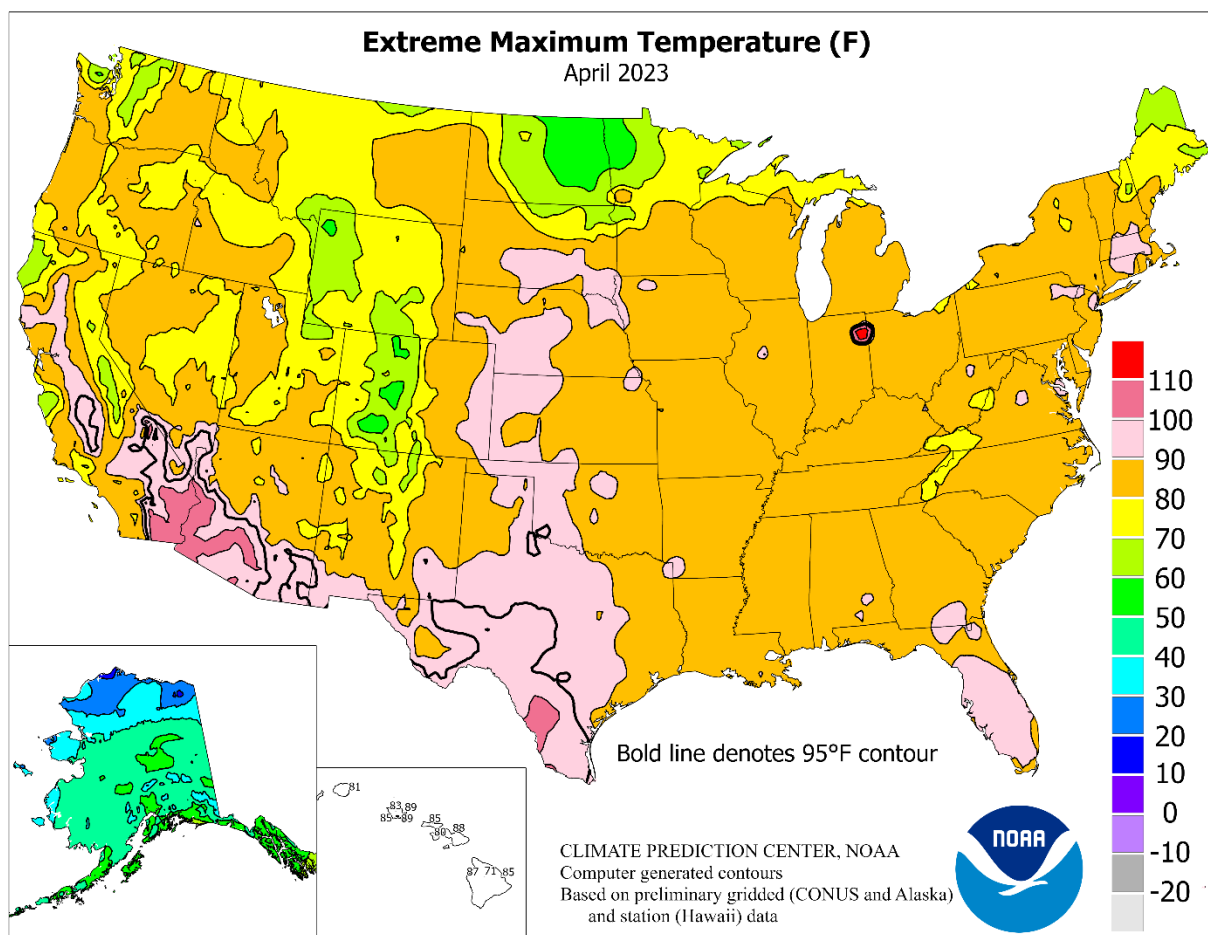 Extreme Maximum Temperature (F)
April 2023
110
100
90
80
70
60
50
40
30
20
10
0
-10
-20
Bold line denotes 95°F contour
81
83 89
85 89
85
80 88
87 71 85
CLIMATE PREDICTION CENTER, NOAA
Computer generated contours
Based on preliminary gridded (CONUS and Alaska)
and station (Hawaii) data
NOAA